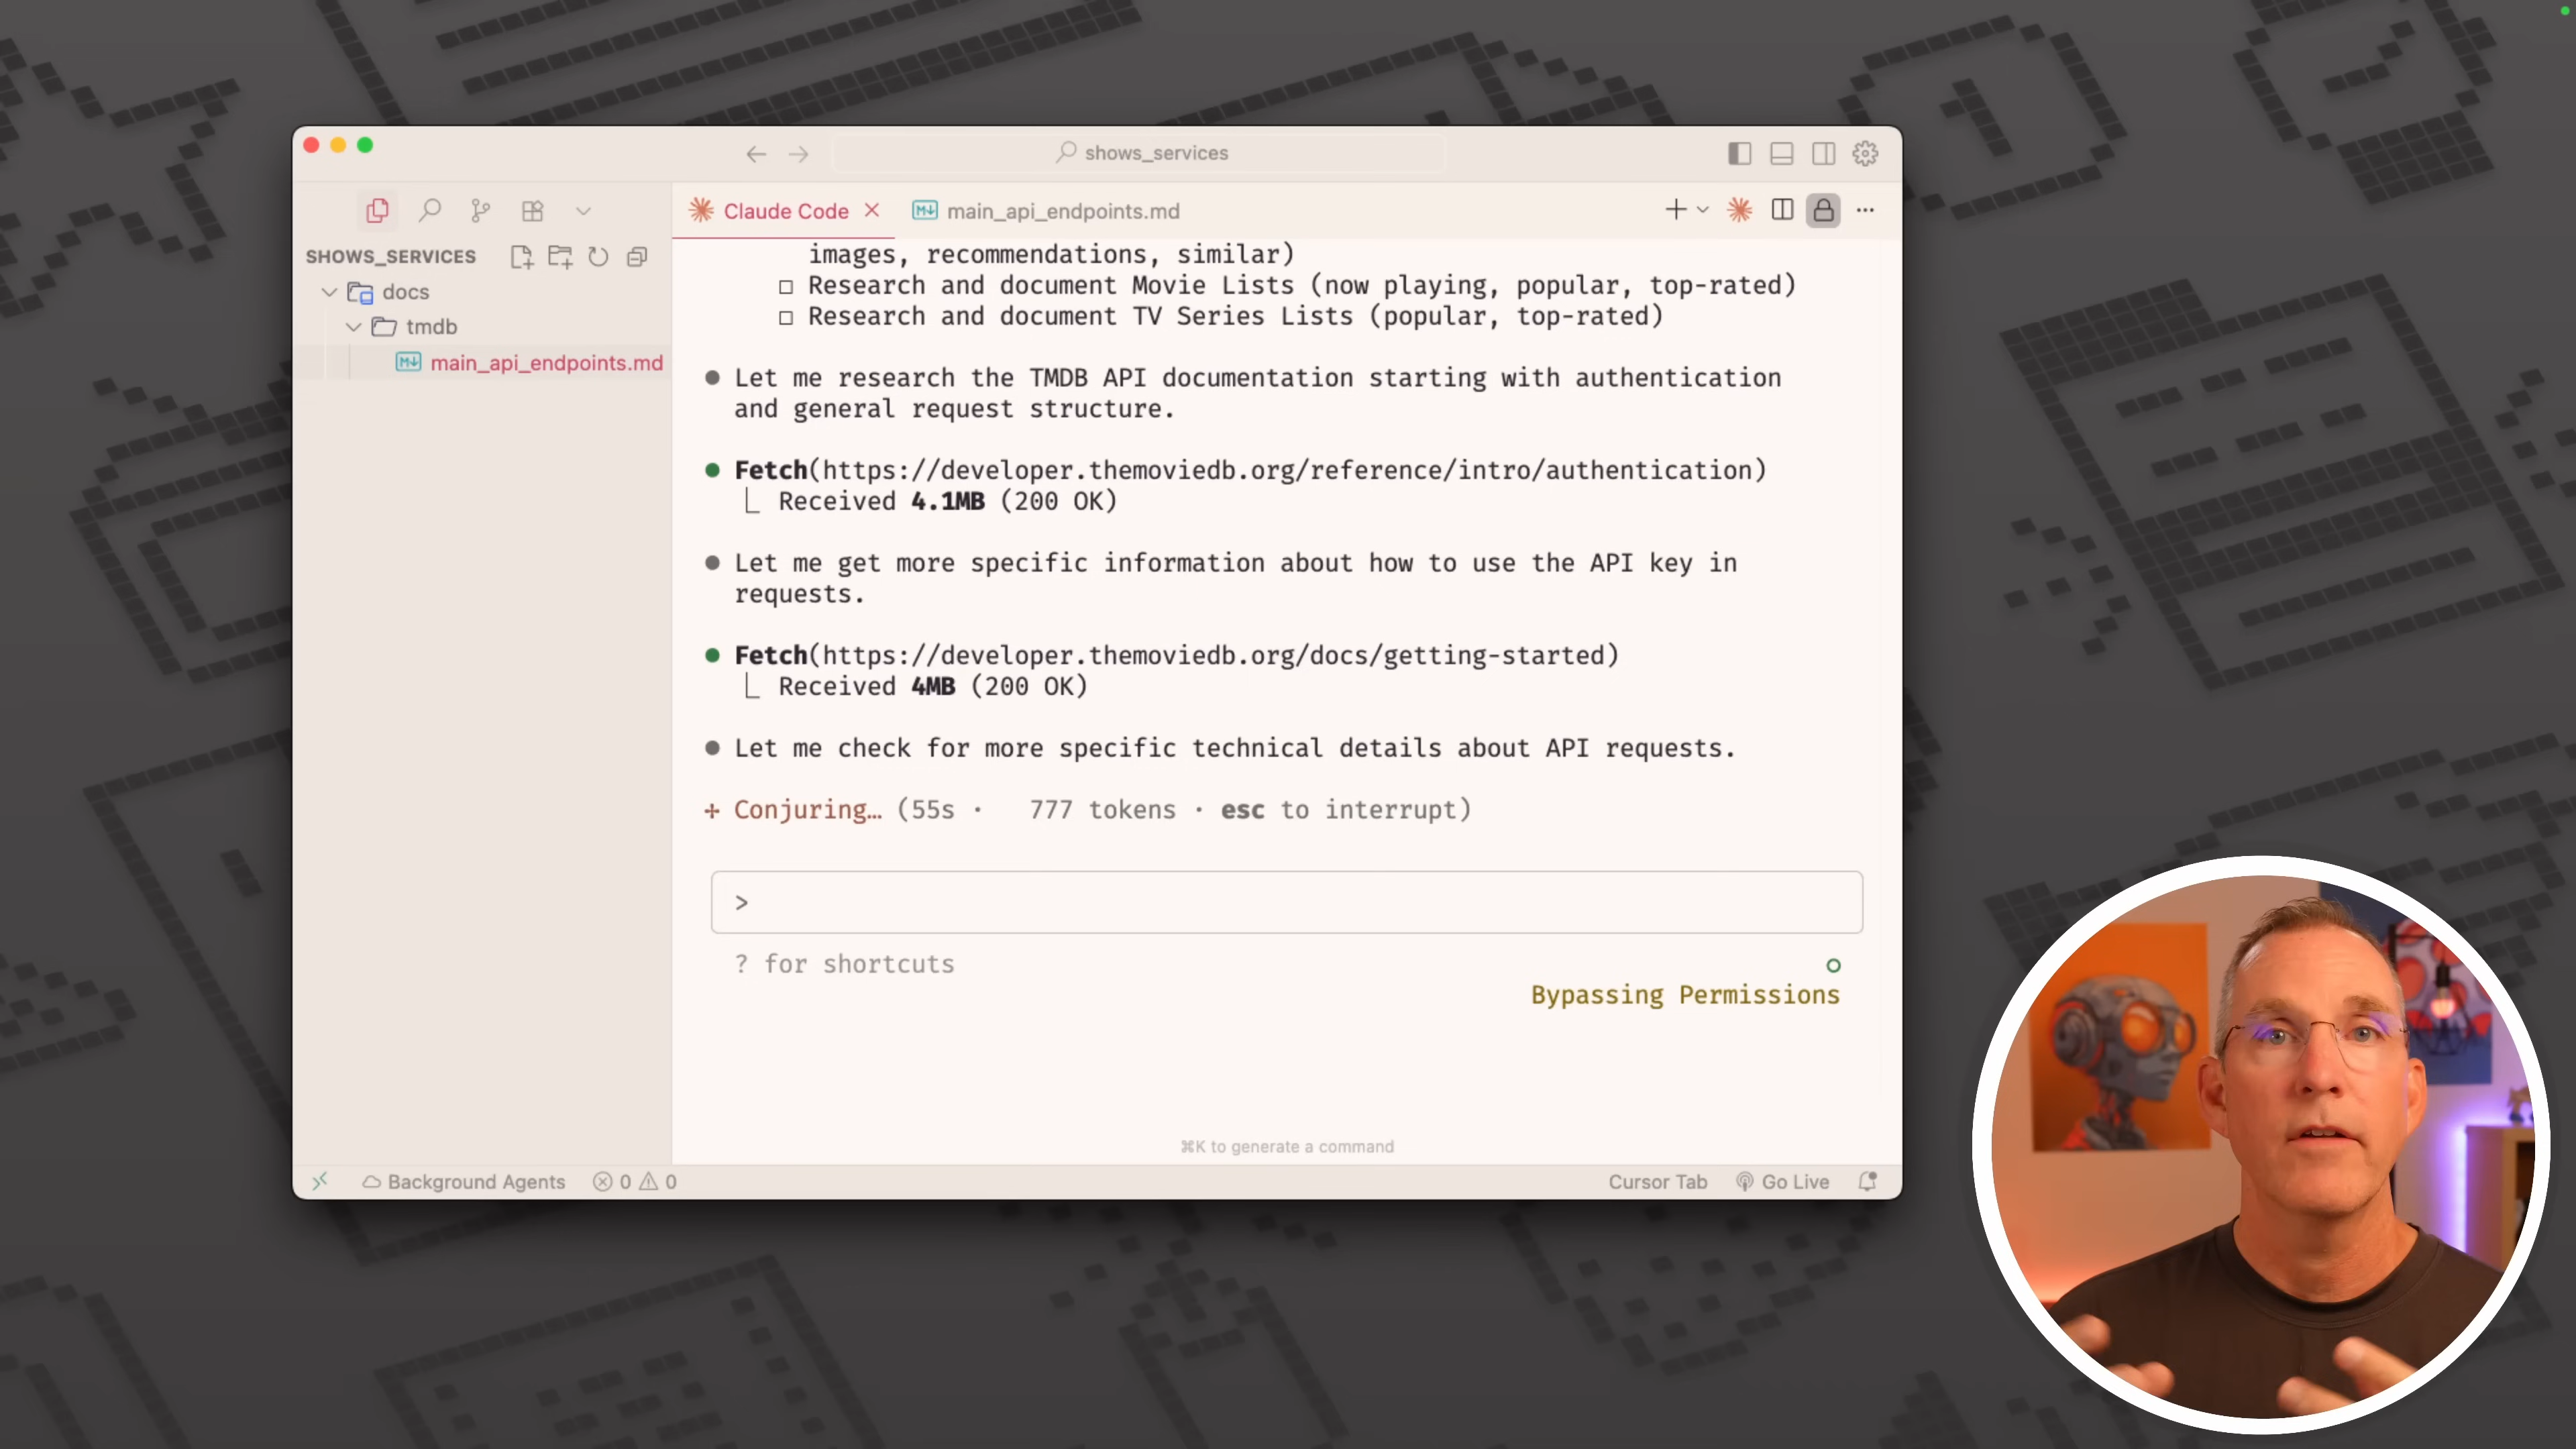 shows_services
Claude Code
main_api_endpoints.md
SHOWS_SERVICES
docs
tmdb
main_api_endpoints.md
images, recommendations, similar)
□ Research and document Movie Lists (now playing, popular, top-rated)
□ Research and document TV Series Lists (popular, top-rated)
● Let me research the TMDB API documentation starting with authentication
and general request structure.
● Fetch(https://developer.themoviedb.org/reference/intro/authentication)
⎿ Received 4.1MB (200 OK)
● Let me get more specific information about how to use the API key in
requests.
● Fetch(https://developer.themoviedb.org/docs/getting-started)
⎿ Received 4MB (200 OK)
● Let me check for more specific technical details about API requests.
✢ Conjuring… (55s · 777 tokens · esc to interrupt)
>
? for shortcuts
Bypassing Permissions
⌘K to generate a command
Background Agents 0 0
Cursor Tab Go Live